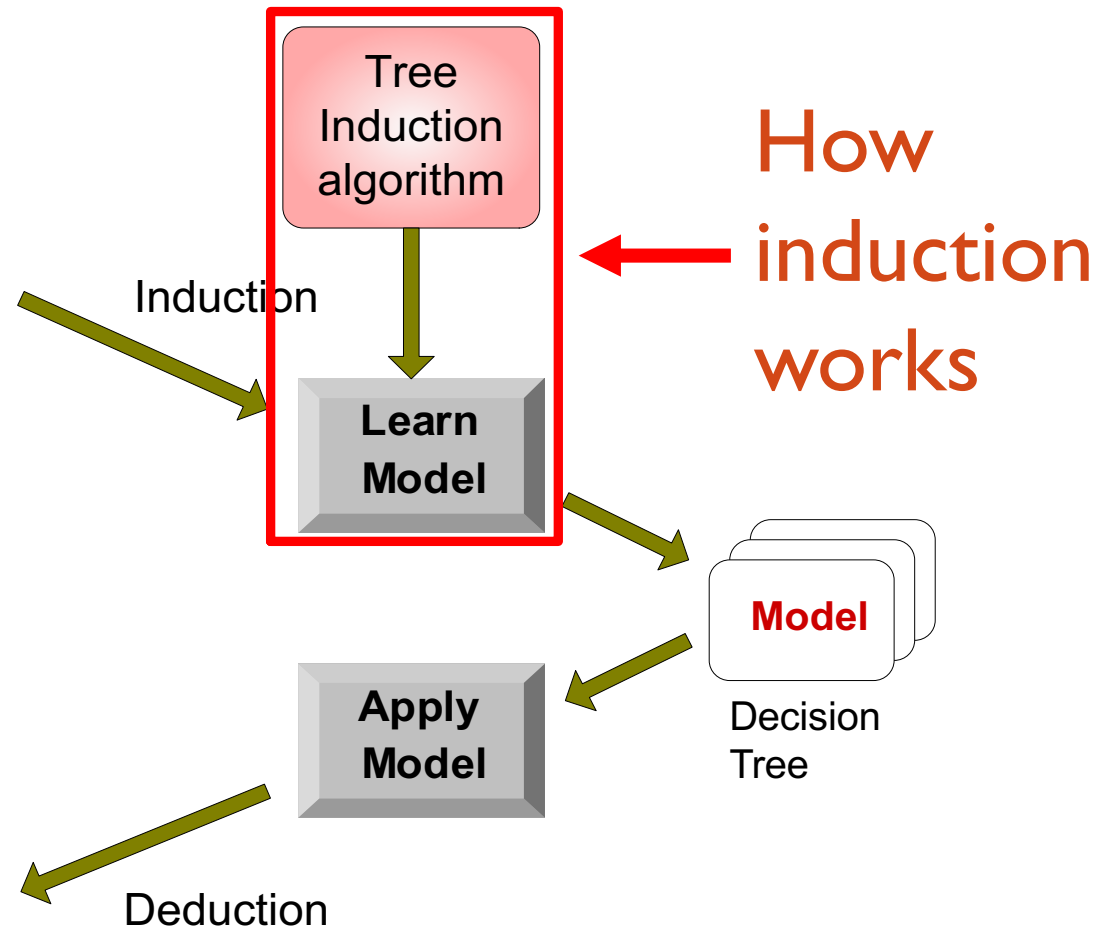 Tree
Induction
algorithm
How
induction
works
Induction
Learn
Model
Model
Decision
Tree
Apply
Model
Deduction